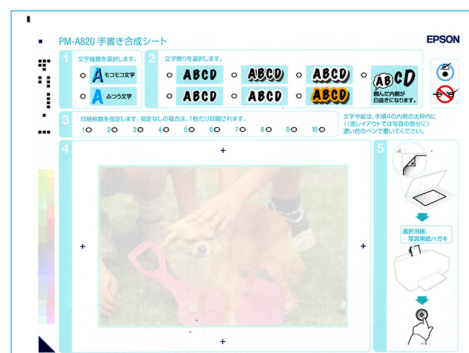 PM-A820 手書き合成シート
EPSON
1
文字種類を選択します。
A モコモコ文字
A ふつう文字
2
文字飾りを選択します。
ABCD ABCD ABCD
ABCD ABCD ABCD
ABCD
囲んだ内側が
白抜きになります。
3
印刷枚数を指定します。指定なしの場合は、1枚だけ印刷されます。
1 2 3 4 5 6 7 8 9 10
文字や絵は、手順4の内側の太枠内に
(1面レイアウトでは写真の部分に)
濃い色のペンで書いてください。
4
5
選択用紙:
写真用紙ハガキ